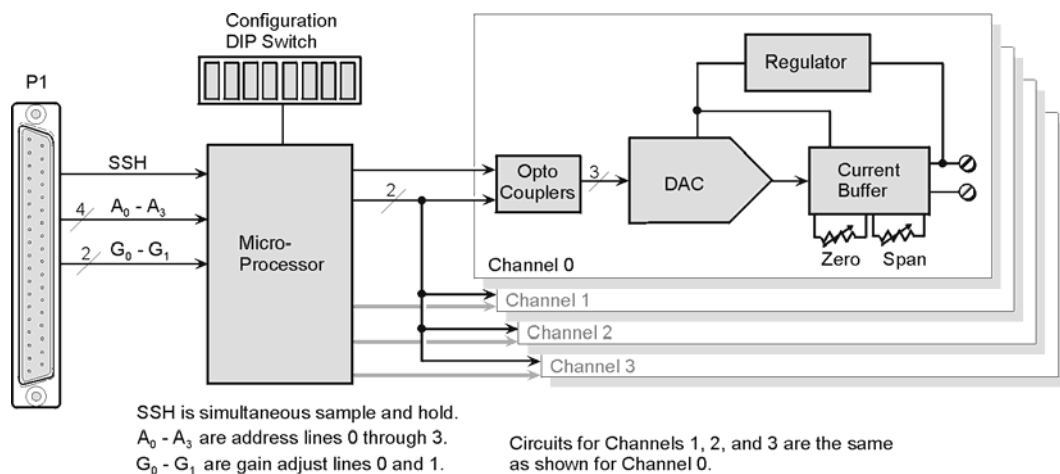 Configuration
DIP Switch
P1
SSH
4
A₀ - A₃
2
G₀ - G₁
Micro-
Processor
2
Opto
Couplers
3
DAC
Regulator
Current
Buffer
Zero
Span
Channel 0
Channel 1
Channel 2
Channel 3
SSH is simultaneous sample and hold.
A₀ - A₃ are address lines 0 through 3.
G₀ - G₁ are gain adjust lines 0 and 1.
Circuits for Channels 1, 2, and 3 are the same
as shown for Channel 0.